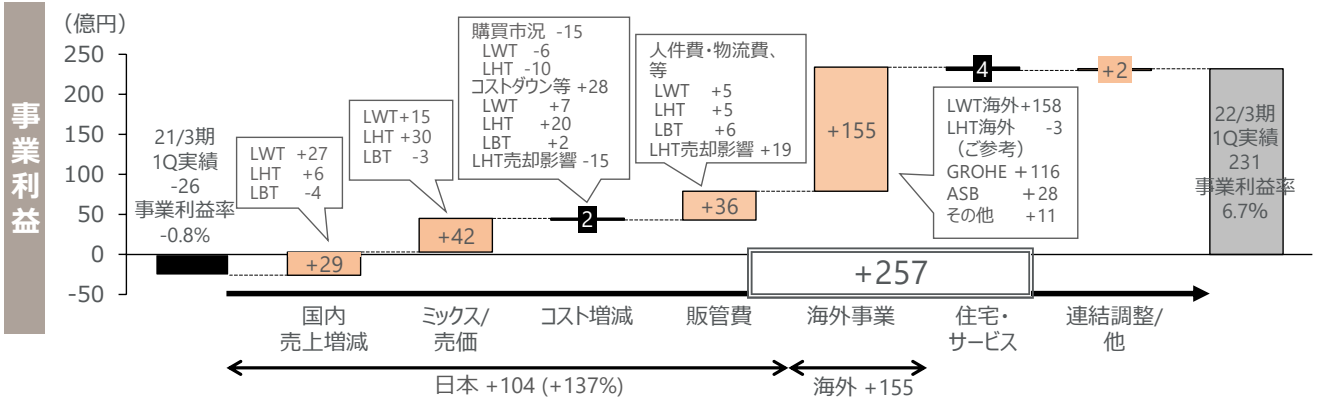 事業利益
（億円）
250
200
150
100
50
0
-50
21/3期
1Q実績
-26
事業利益率
-0.8%
LWT +27
LHT +6
LBT -4
+29
LWT+15
LHT +30
LBT -3
+42
購買市況 -15
LWT -6
LHT -10
コストダウン等 +28
LWT +7
LHT +20
LBT +2
LHT売却影響 -15
2
人件費・物流費、
等
LWT +5
LHT +5
LBT +6
LHT売却影響 +19
+36
+155
4
LWT海外+158
LHT海外 -3
（ご参考）
GROHE +116
ASB +28
その他 +11
+2
22/3期
1Q実績
231
事業利益率
6.7%
+257
国内
売上増減
ミックス/
売価
コスト増減
販管費
海外事業
住宅・
サービス
連結調整/
他
日本 +104 (+137%)
海外 +155